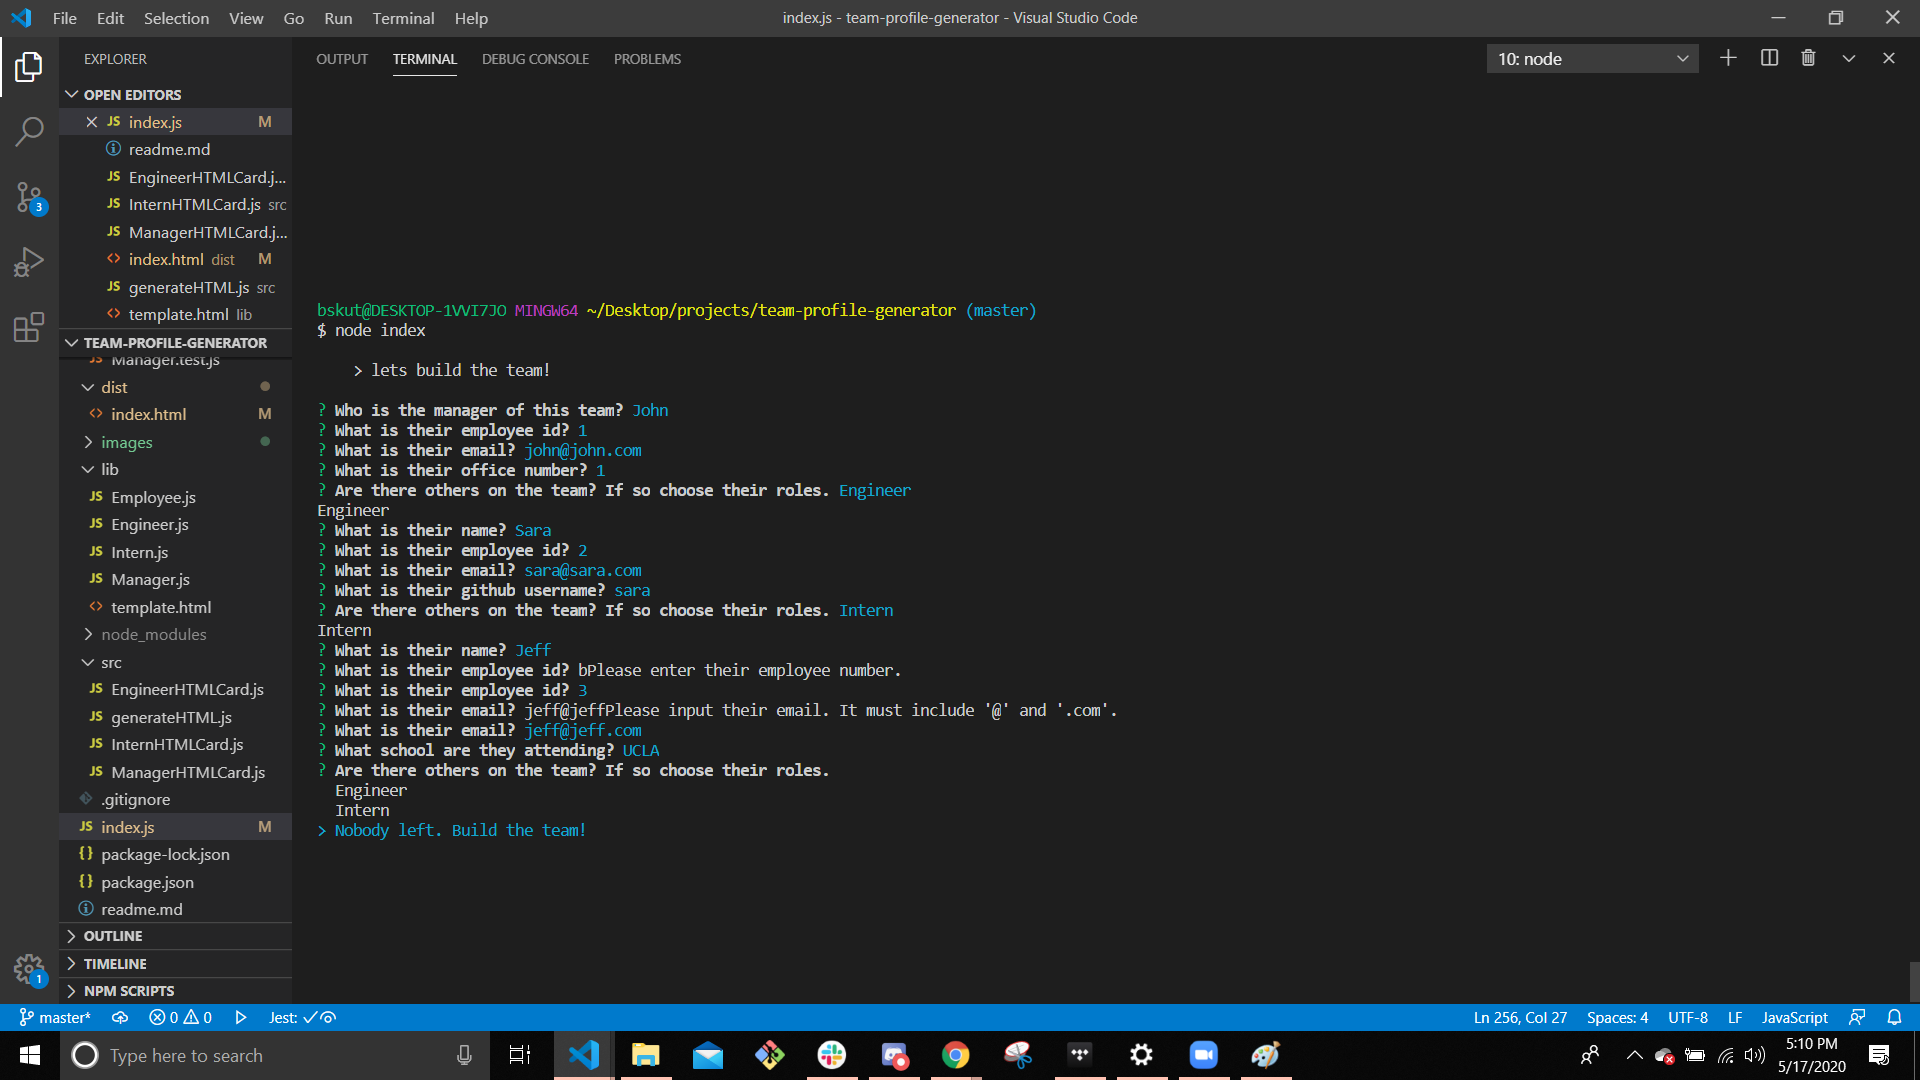 File Edit Selection View Go Run Terminal Help
index.js - team-profile-generator - Visual Studio Code
EXPLORER
OUTPUT TERMINAL DEBUG CONSOLE PROBLEMS
10: node
OPEN EDITORS
JS index.js M
readme.md
JS EngineerHTMLCard.j...
JS InternHTMLCard.js src
JS ManagerHTMLCard.j...
<> index.html dist M
JS generateHTML.js src
<> template.html lib
TEAM-PROFILE-GENERATOR
JS Manager.test.js
dist
<> index.html M
images
lib
JS Employee.js
JS Engineer.js
JS Intern.js
JS Manager.js
<> template.html
node_modules
src
JS EngineerHTMLCard.js
JS generateHTML.js
JS InternHTMLCard.js
JS ManagerHTMLCard.js
.gitignore
JS index.js M
{} package-lock.json
{} package.json
readme.md
OUTLINE
TIMELINE
NPM SCRIPTS
3
1
bskut@DESKTOP-1VVI7JO MINGW64 ~/Desktop/projects/team-profile-generator (master)
$ node index
> lets build the team!
? Who is the manager of this team? John
? What is their employee id? 1
? What is their email? john@john.com
? What is their office number? 1
? Are there others on the team? If so choose their roles. Engineer
Engineer
? What is their name? Sara
? What is their employee id? 2
? What is their email? sara@sara.com
? What is their github username? sara
? Are there others on the team? If so choose their roles. Intern
Intern
? What is their name? Jeff
? What is their employee id? bPlease enter their employee number.
? What is their employee id? 3
? What is their email? jeff@jeffPlease input their email. It must include '@' and '.com'.
? What is their email? jeff@jeff.com
? What school are they attending? UCLA
? Are there others on the team? If so choose their roles.
Engineer
Intern
> Nobody left. Build the team!
master* 0 0 Jest: Ln 256, Col 27 Spaces: 4 UTF-8 LF JavaScript
Type here to search
5:10 PM
5/17/2020